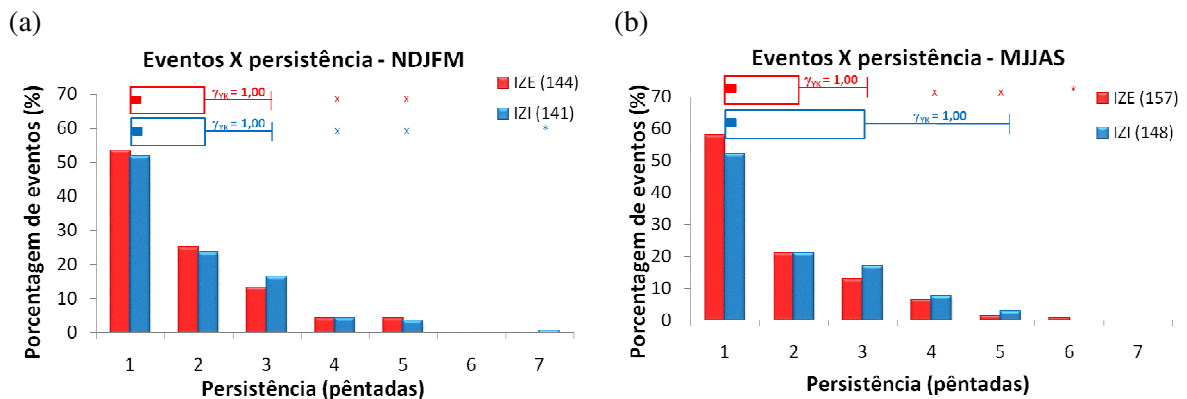 (a)
Eventos X persistência - NDJFM
IZE (144)
IZI (141)
γYK = 1,00
x x
γYK = 1,00
x x
*
Porcentagem de eventos (%)
70
60
50
40
30
20
10
0
1 2 3 4 5 6 7
Persistência (pêntadas)
(b)
Eventos X persistência - MJJAS
IZE (157)
IZI (148)
γYK = 1,00
x x *
γYK = 1,00
Porcentagem de eventos (%)
70
60
50
40
30
20
10
0
1 2 3 4 5 6 7
Persistência (pêntadas)